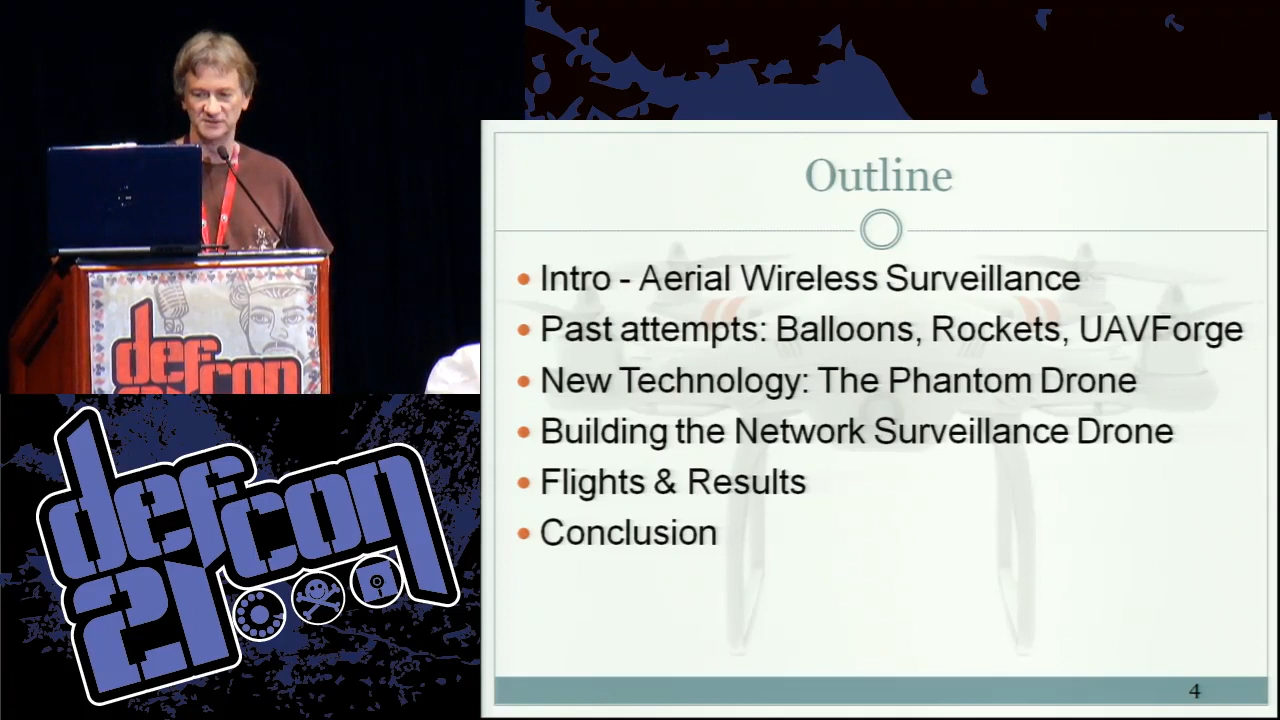 Outline
Intro - Aerial Wireless Surveillance
Past attempts: Balloons, Rockets, UAVForge
New Technology: The Phantom Drone
Building the Network Surveillance Drone
Flights & Results
Conclusion
4
defcon
defcon
21